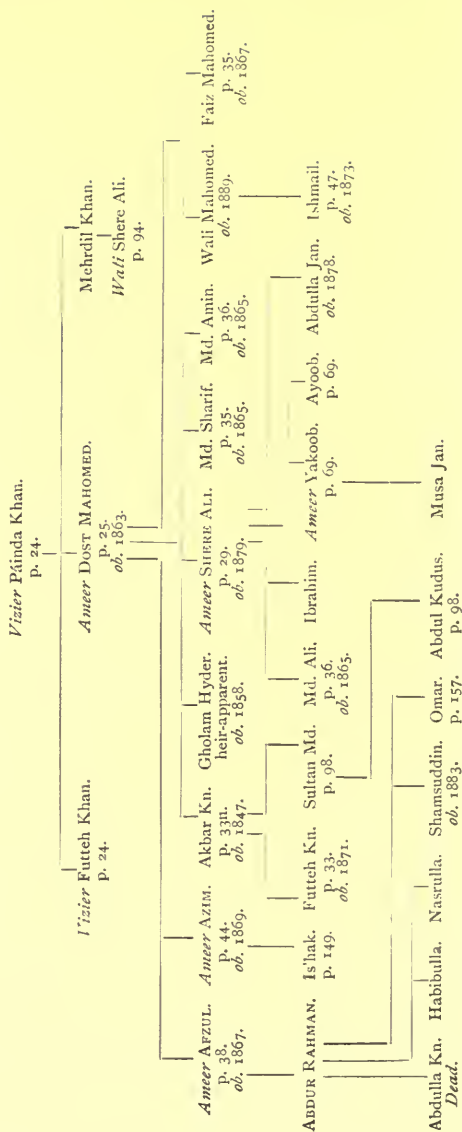 Vizier Páinda Khan.
p. 24.
Vizier Futteh Khan.
p. 24.
Ameer DOST MAHOMED.
p. 25.
ob. 1863.
Mehrdil Khan.
Wali Shere Ali.
p. 94.
Ameer AFZUL.
p. 38.
ob. 1867.
Ameer AZIM.
p. 44.
ob. 1869.
Akbar Kn.
p. 33n.
ob. 1847.
Gholam Hyder.
heir-apparent.
ob. 1858.
Ameer SHERE ALI.
p. 29.
ob. 1879.
Md. Sharif.
p. 35.
ob. 1865.
Md. Amin.
p. 36.
ob. 1865.
Wali Mahomed.
ob. 1889.
Faiz Mahomed.
p. 35.
ob. 1867.
ABDUR RAHMAN.
Is'hak.
p. 149.
Futteh Kn.
p. 33.
ob. 1871.
Sultan Md.
p. 98.
Md. Ali.
p. 36.
ob. 1865.
Ibrahim.
Ameer Yakoob.
p. 69.
Ayoob.
p. 69.
Abdulla Jan.
ob. 1878.
Ishmail.
p. 47.
ob. 1873.
Abdulla Kn.
Dead.
Habibulla.
Nasrulla.
Shamsuddin.
ob. 1883.
Omar.
p. 157.
Abdul Kudus.
p. 98.
Musa Jan.